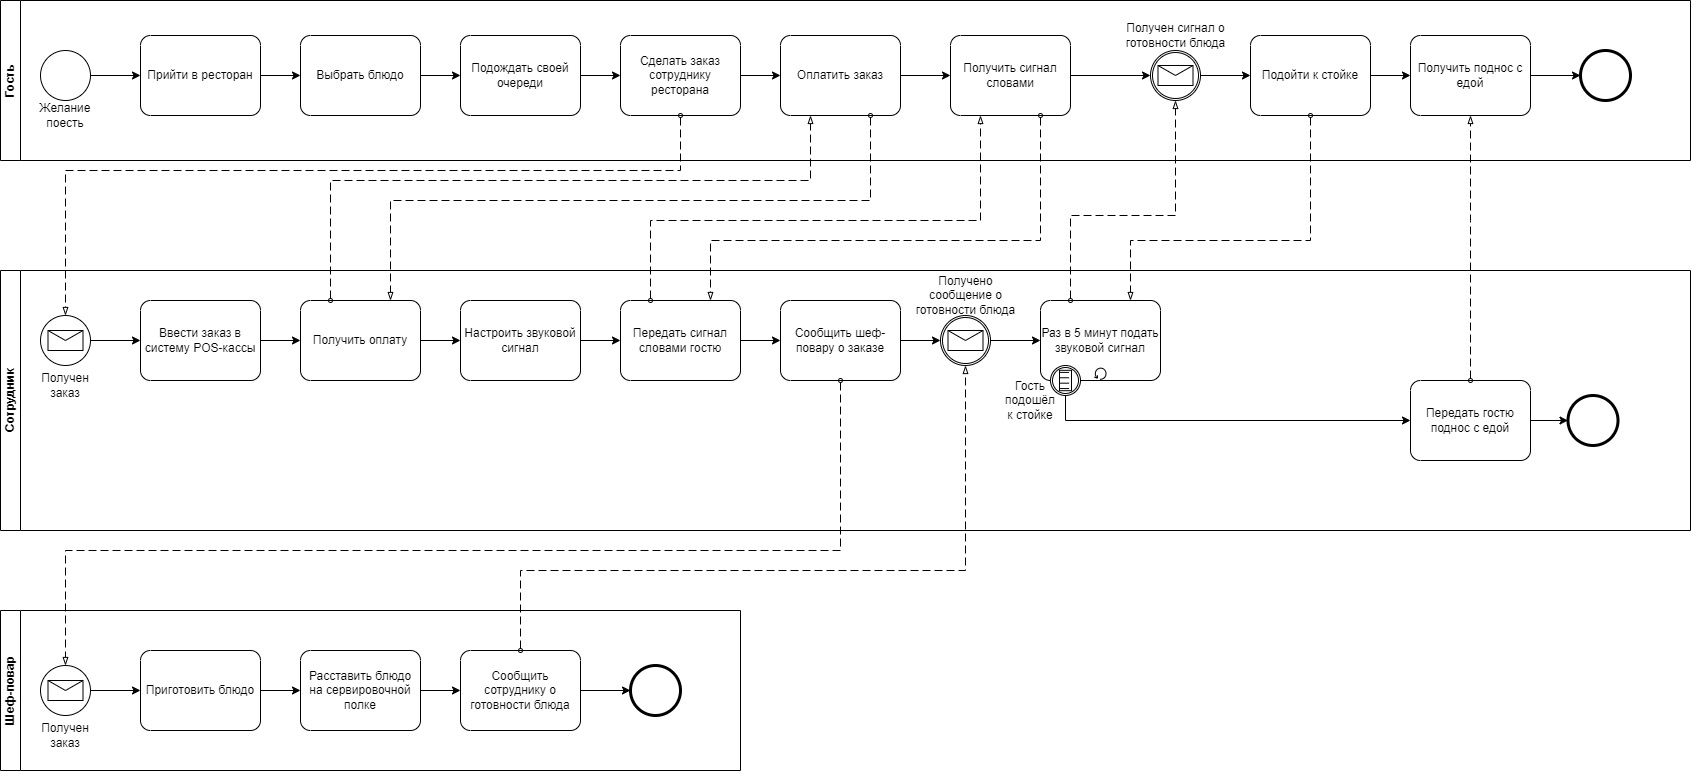 Гость
Желание
поесть
Прийти в ресторан
Выбрать блюдо
Подождать своей
очереди
Сделать заказ
сотруднику
ресторана
Оплатить заказ
Получить сигнал
словами
Получен сигнал о
готовности блюда
Подойти к стойке
Получить поднос с
едой
Сотрудник
Получен
заказ
Ввести заказ в
систему POS-кассы
Получить оплату
Настроить звуковой
сигнал
Передать сигнал
словами гостю
Сообщить шеф-
повару о заказе
Получено
сообщение о
готовности блюда
Раз в 5 минут подать
звуковой сигнал
Гость
подошёл
к стойке
Передать гостю
поднос с едой
Шеф-повар
Получен
заказ
Приготовить блюдо
Расставить блюдо
на сервировочной
полке
Сообщить
сотруднику о
готовности блюда